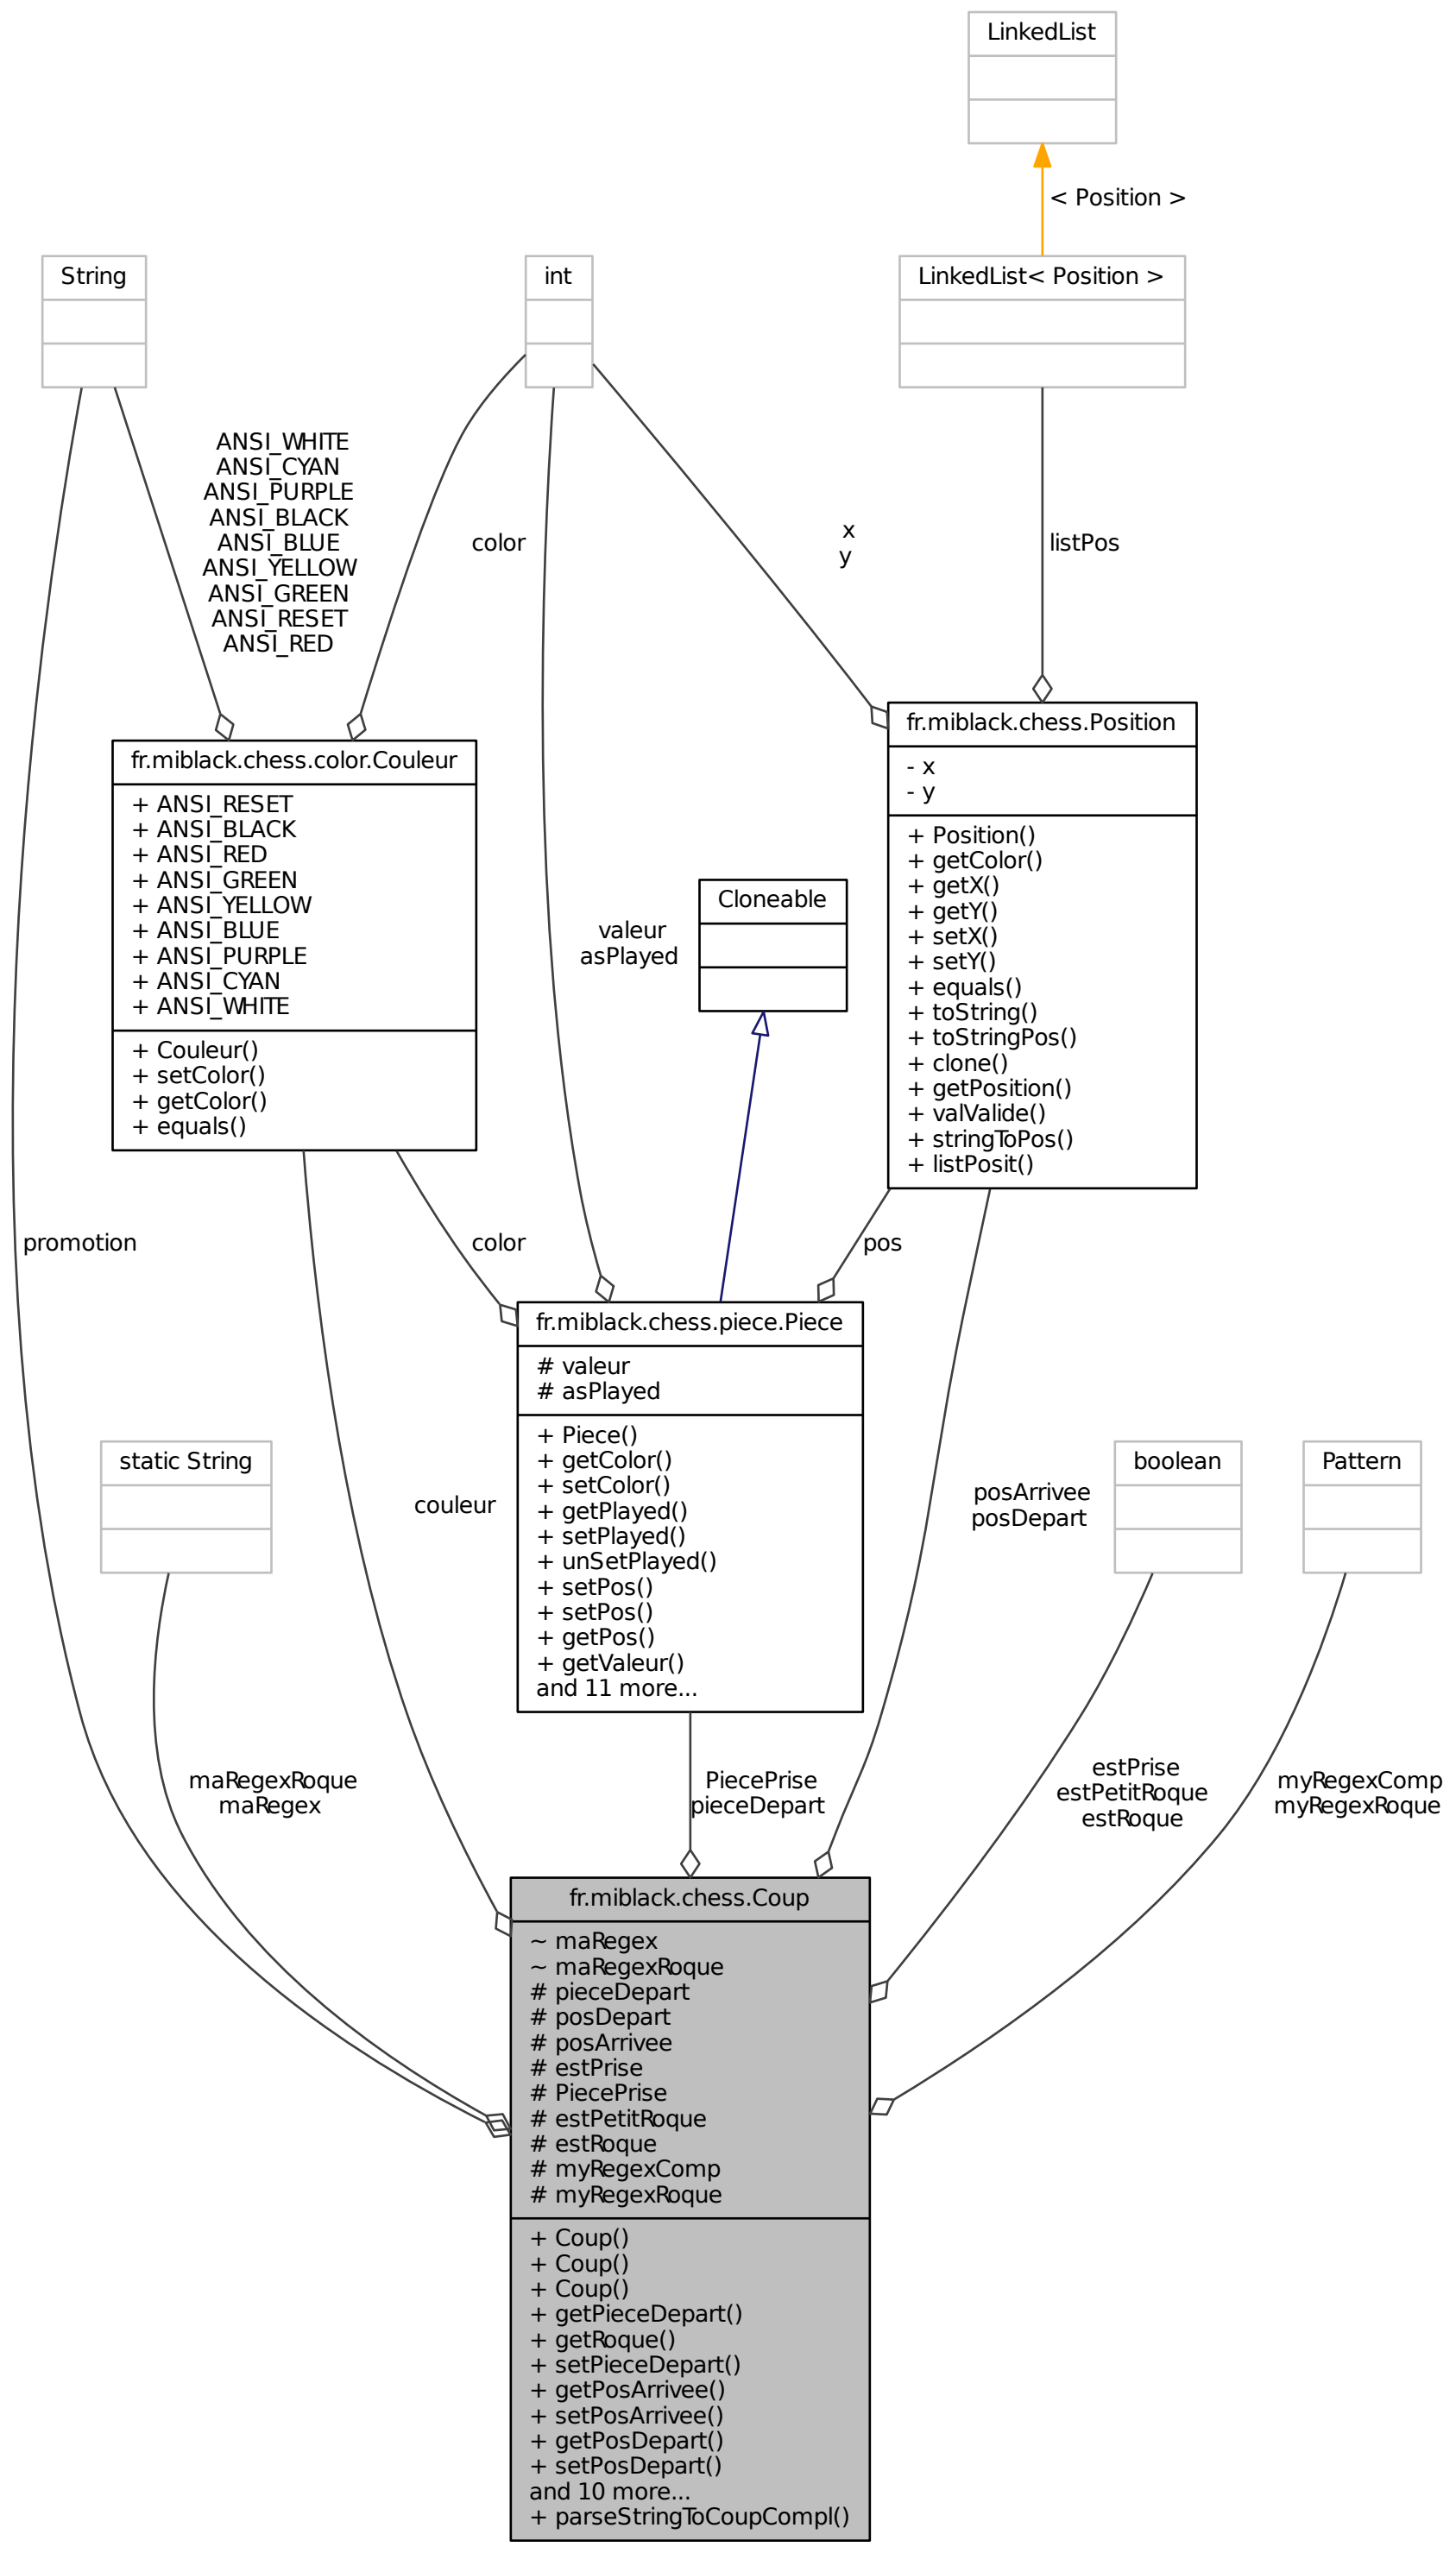 LinkedList
< Position >
String
int
LinkedList< Position >
ANSI_WHITE
ANSI_CYAN
ANSI_PURPLE
ANSI_BLACK
ANSI_BLUE
ANSI_YELLOW
ANSI_GREEN
ANSI_RESET
ANSI_RED
color
x
y
listPos
fr.miblack.chess.color.Couleur
+ ANSI_RESET
+ ANSI_BLACK
+ ANSI_RED
+ ANSI_GREEN
+ ANSI_YELLOW
+ ANSI_BLUE
+ ANSI_PURPLE
+ ANSI_CYAN
+ ANSI_WHITE
+ Couleur()
+ setColor()
+ getColor()
+ equals()
valeur
asPlayed
Cloneable
fr.miblack.chess.Position
- x
- y
+ Position()
+ getColor()
+ getX()
+ getY()
+ setX()
+ setY()
+ equals()
+ toString()
+ toStringPos()
+ clone()
+ getPosition()
+ valValide()
+ stringToPos()
+ listPosit()
promotion
color
pos
fr.miblack.chess.piece.Piece
# valeur
# asPlayed
+ Piece()
+ getColor()
+ setColor()
+ getPlayed()
+ setPlayed()
+ unSetPlayed()
+ setPos()
+ setPos()
+ getPos()
+ getValeur()
and 11 more...
static String
couleur
posArrivee
posDepart
boolean
Pattern
maRegexRoque
maRegex
PiecePrise
pieceDepart
estPrise
estPetitRoque
estRoque
myRegexComp
myRegexRoque
fr.miblack.chess.Coup
~ maRegex
~ maRegexRoque
# pieceDepart
# posDepart
# posArrivee
# estPrise
# PiecePrise
# estPetitRoque
# estRoque
# myRegexComp
# myRegexRoque
+ Coup()
+ Coup()
+ Coup()
+ getPieceDepart()
+ getRoque()
+ setPieceDepart()
+ getPosArrivee()
+ setPosArrivee()
+ getPosDepart()
+ setPosDepart()
and 10 more...
+ parseStringToCoupCompl()